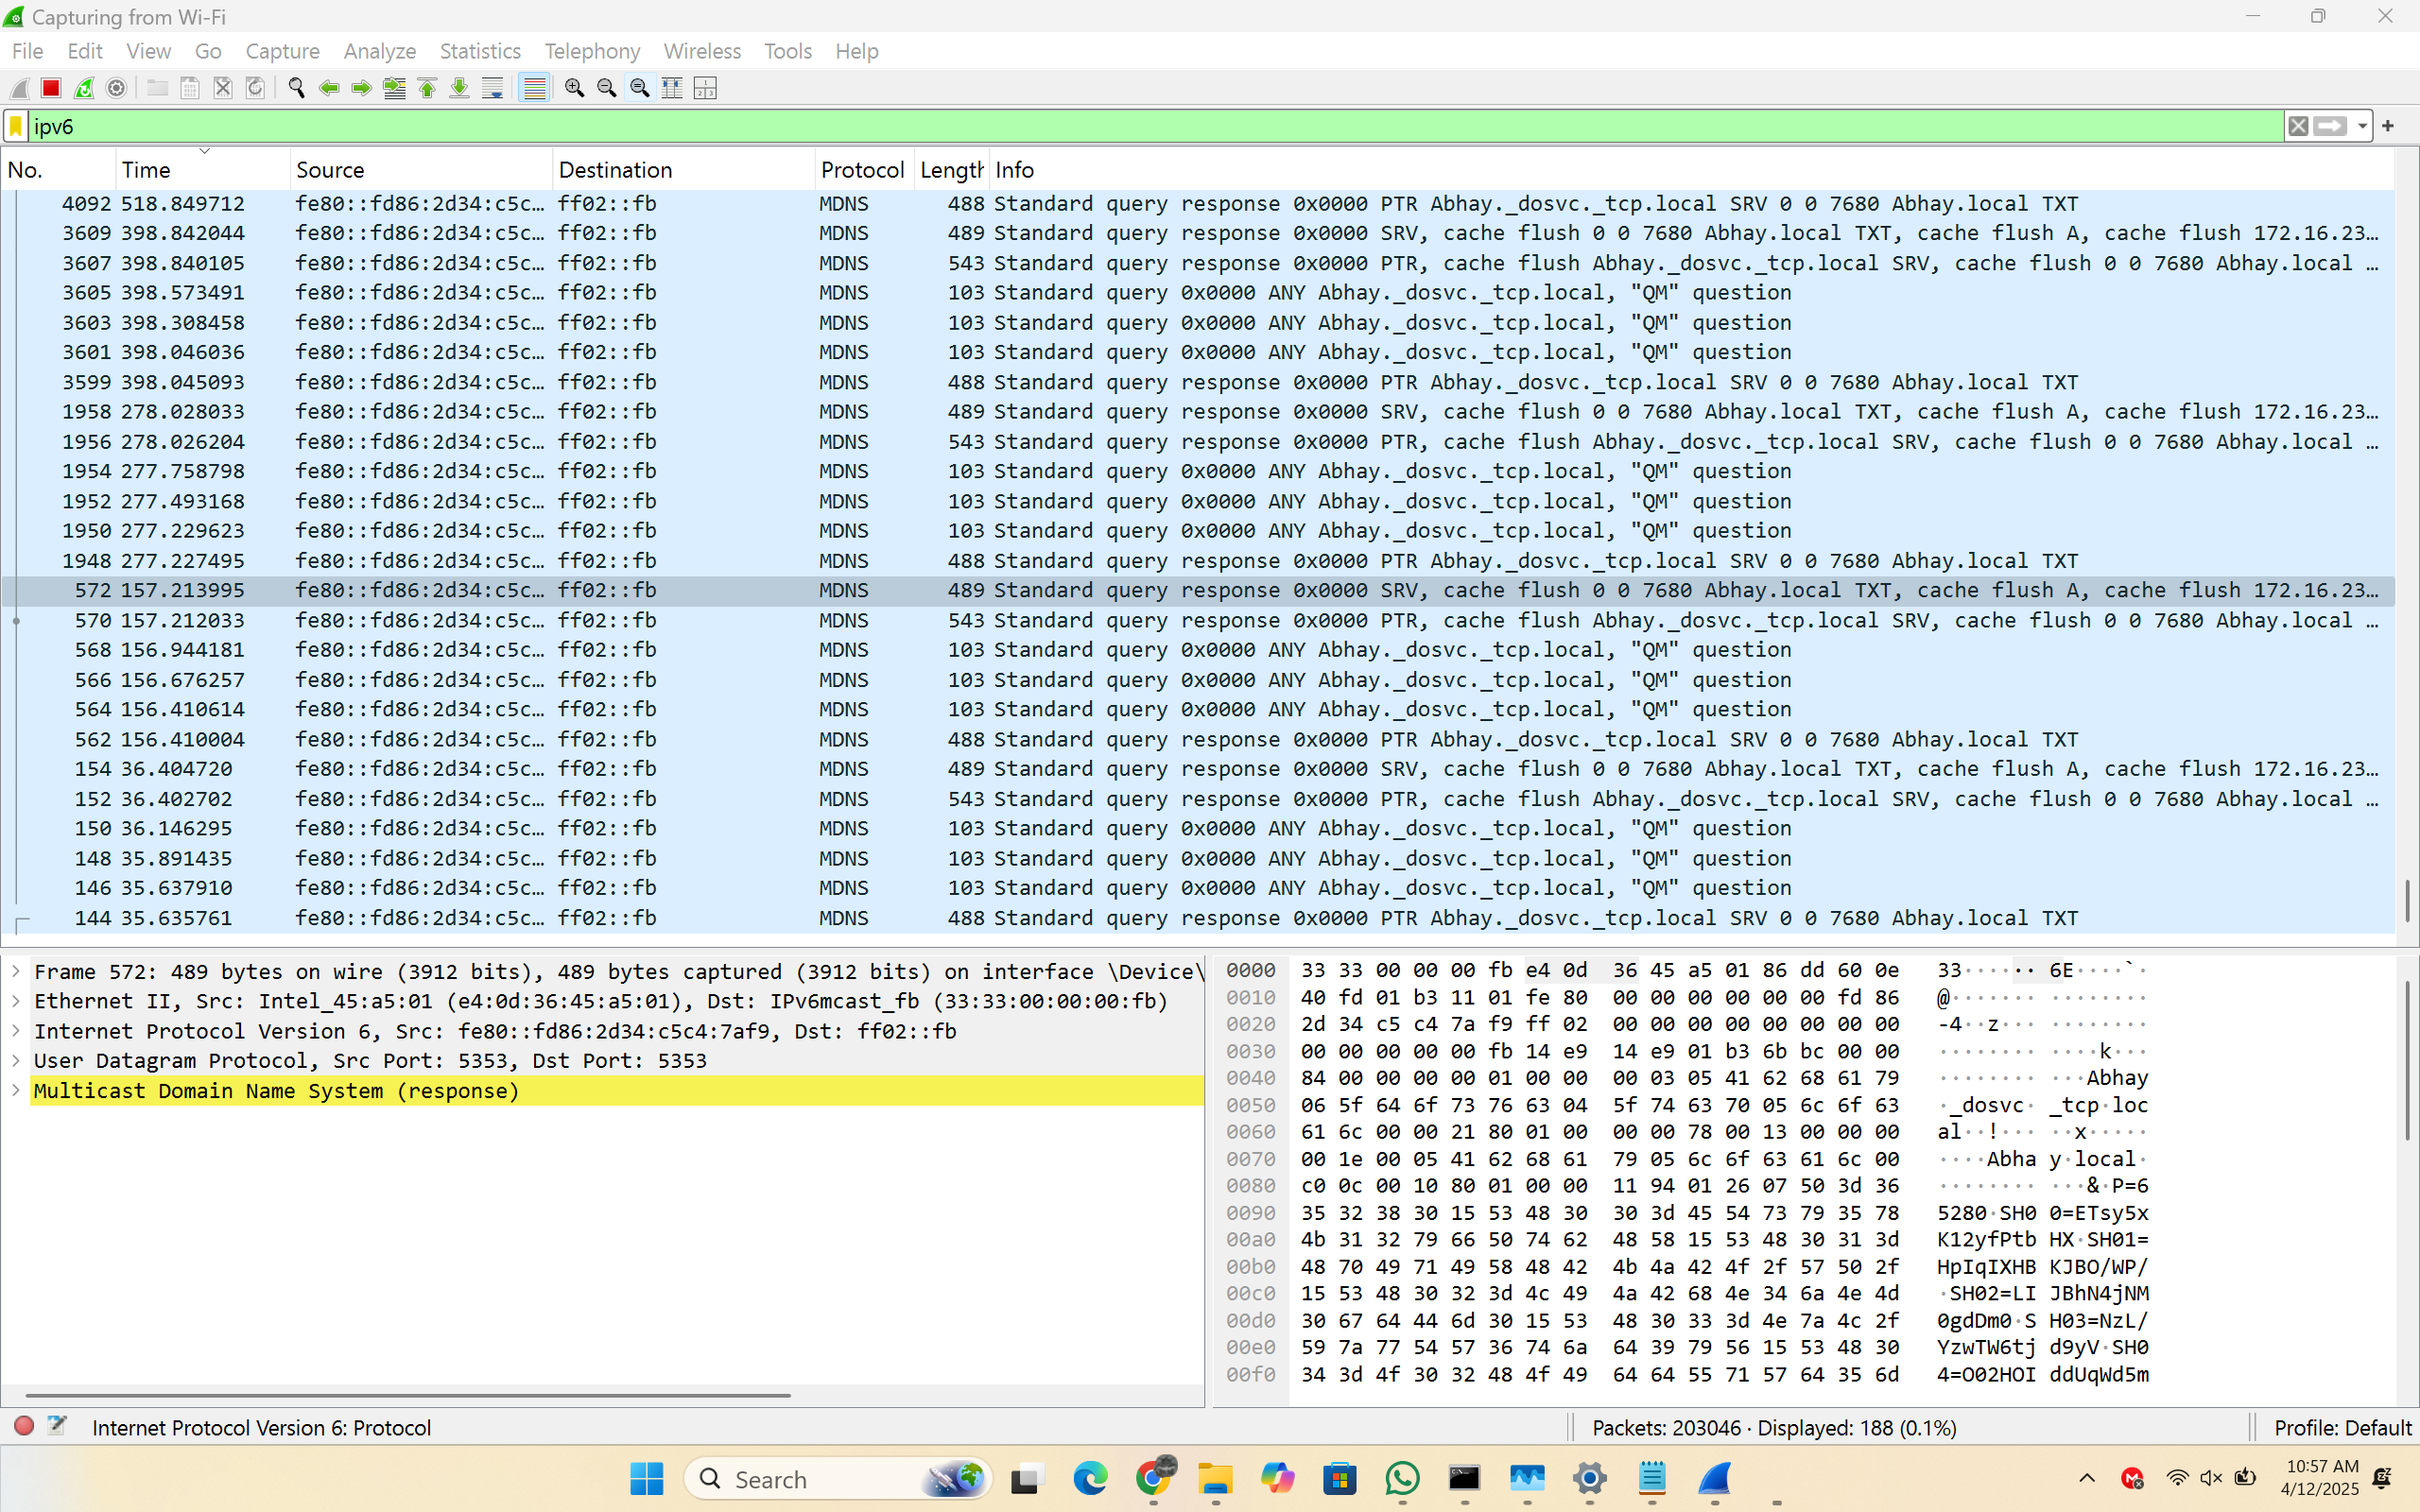 Capturing from Wi-Fi
File Edit View Go Capture Analyze Statistics Telephony Wireless Tools Help
ipv6
No. Time Source Destination Protocol Length Info
4092 518.849712 fe80::fd86:2d34:c5c… ff02::fb MDNS 488 Standard query response 0x0000 PTR Abhay._dosvc._tcp.local SRV 0 0 7680 Abhay.local TXT
3609 398.842044 fe80::fd86:2d34:c5c… ff02::fb MDNS 489 Standard query response 0x0000 SRV, cache flush 0 0 7680 Abhay.local TXT, cache flush A, cache flush 172.16.23…
3607 398.840105 fe80::fd86:2d34:c5c… ff02::fb MDNS 543 Standard query response 0x0000 PTR, cache flush Abhay._dosvc._tcp.local SRV, cache flush 0 0 7680 Abhay.local …
3605 398.573491 fe80::fd86:2d34:c5c… ff02::fb MDNS 103 Standard query 0x0000 ANY Abhay._dosvc._tcp.local, "QM" question
3603 398.308458 fe80::fd86:2d34:c5c… ff02::fb MDNS 103 Standard query 0x0000 ANY Abhay._dosvc._tcp.local, "QM" question
3601 398.046036 fe80::fd86:2d34:c5c… ff02::fb MDNS 103 Standard query 0x0000 ANY Abhay._dosvc._tcp.local, "QM" question
3599 398.045093 fe80::fd86:2d34:c5c… ff02::fb MDNS 488 Standard query response 0x0000 PTR Abhay._dosvc._tcp.local SRV 0 0 7680 Abhay.local TXT
1958 278.028033 fe80::fd86:2d34:c5c… ff02::fb MDNS 489 Standard query response 0x0000 SRV, cache flush 0 0 7680 Abhay.local TXT, cache flush A, cache flush 172.16.23…
1956 278.026204 fe80::fd86:2d34:c5c… ff02::fb MDNS 543 Standard query response 0x0000 PTR, cache flush Abhay._dosvc._tcp.local SRV, cache flush 0 0 7680 Abhay.local …
1954 277.758798 fe80::fd86:2d34:c5c… ff02::fb MDNS 103 Standard query 0x0000 ANY Abhay._dosvc._tcp.local, "QM" question
1952 277.493168 fe80::fd86:2d34:c5c… ff02::fb MDNS 103 Standard query 0x0000 ANY Abhay._dosvc._tcp.local, "QM" question
1950 277.229623 fe80::fd86:2d34:c5c… ff02::fb MDNS 103 Standard query 0x0000 ANY Abhay._dosvc._tcp.local, "QM" question
1948 277.227495 fe80::fd86:2d34:c5c… ff02::fb MDNS 488 Standard query response 0x0000 PTR Abhay._dosvc._tcp.local SRV 0 0 7680 Abhay.local TXT
572 157.213995 fe80::fd86:2d34:c5c… ff02::fb MDNS 489 Standard query response 0x0000 SRV, cache flush 0 0 7680 Abhay.local TXT, cache flush A, cache flush 172.16.23…
570 157.212033 fe80::fd86:2d34:c5c… ff02::fb MDNS 543 Standard query response 0x0000 PTR, cache flush Abhay._dosvc._tcp.local SRV, cache flush 0 0 7680 Abhay.local …
568 156.944181 fe80::fd86:2d34:c5c… ff02::fb MDNS 103 Standard query 0x0000 ANY Abhay._dosvc._tcp.local, "QM" question
566 156.676257 fe80::fd86:2d34:c5c… ff02::fb MDNS 103 Standard query 0x0000 ANY Abhay._dosvc._tcp.local, "QM" question
564 156.410614 fe80::fd86:2d34:c5c… ff02::fb MDNS 103 Standard query 0x0000 ANY Abhay._dosvc._tcp.local, "QM" question
562 156.410004 fe80::fd86:2d34:c5c… ff02::fb MDNS 488 Standard query response 0x0000 PTR Abhay._dosvc._tcp.local SRV 0 0 7680 Abhay.local TXT
154 36.404720 fe80::fd86:2d34:c5c… ff02::fb MDNS 489 Standard query response 0x0000 SRV, cache flush 0 0 7680 Abhay.local TXT, cache flush A, cache flush 172.16.23…
152 36.402702 fe80::fd86:2d34:c5c… ff02::fb MDNS 543 Standard query response 0x0000 PTR, cache flush Abhay._dosvc._tcp.local SRV, cache flush 0 0 7680 Abhay.local …
150 36.146295 fe80::fd86:2d34:c5c… ff02::fb MDNS 103 Standard query 0x0000 ANY Abhay._dosvc._tcp.local, "QM" question
148 35.891435 fe80::fd86:2d34:c5c… ff02::fb MDNS 103 Standard query 0x0000 ANY Abhay._dosvc._tcp.local, "QM" question
146 35.637910 fe80::fd86:2d34:c5c… ff02::fb MDNS 103 Standard query 0x0000 ANY Abhay._dosvc._tcp.local, "QM" question
144 35.635761 fe80::fd86:2d34:c5c… ff02::fb MDNS 488 Standard query response 0x0000 PTR Abhay._dosvc._tcp.local SRV 0 0 7680 Abhay.local TXT
Frame 572: 489 bytes on wire (3912 bits), 489 bytes captured (3912 bits) on interface \Device\
Ethernet II, Src: Intel_45:a5:01 (e4:0d:36:45:a5:01), Dst: IPv6mcast_fb (33:33:00:00:00:fb)
Internet Protocol Version 6, Src: fe80::fd86:2d34:c5c4:7af9, Dst: ff02::fb
User Datagram Protocol, Src Port: 5353, Dst Port: 5353
Multicast Domain Name System (response)
0000 33 33 00 00 00 fb e4 0d 36 45 a5 01 86 dd 60 0e 33······ 6E····`·
0010 40 fd 01 b3 11 01 fe 80 00 00 00 00 00 00 fd 86 @······· ········
0020 2d 34 c5 c4 7a f9 ff 02 00 00 00 00 00 00 00 00 -4··z··· ········
0030 00 00 00 00 00 fb 14 e9 14 e9 01 b3 6b bc 00 00 ········ ····k···
0040 84 00 00 00 00 01 00 00 00 03 05 41 62 68 61 79 ········ ···Abhay
0050 06 5f 64 6f 73 76 63 04 5f 74 63 70 05 6c 6f 63 ·_dosvc· _tcp·loc
0060 61 6c 00 00 21 80 01 00 00 00 78 00 13 00 00 00 al··!··· ··x·····
0070 00 1e 00 05 41 62 68 61 79 05 6c 6f 63 61 6c 00 ····Abha y·local·
0080 c0 0c 00 10 80 01 00 00 11 94 01 26 07 50 3d 36 ········ ···&·P=6
0090 35 32 38 30 15 53 48 30 30 3d 45 54 73 79 35 78 5280·SH0 0=ETsy5x
00a0 4b 31 32 79 66 50 74 62 48 58 15 53 48 30 31 3d K12yfPtb HX·SH01=
00b0 48 70 49 71 49 58 48 42 4b 4a 42 4f 2f 57 50 2f HpIqIXHB KJBO/WP/
00c0 15 53 48 30 32 3d 4c 49 4a 42 68 4e 34 6a 4e 4d ·SH02=LI JBhN4jNM
00d0 30 67 64 44 6d 30 15 53 48 30 33 3d 4e 7a 4c 2f 0gdDm0·S H03=NzL/
00e0 59 7a 77 54 57 36 74 6a 64 39 79 56 15 53 48 30 YzwTW6tj d9yV·SH0
00f0 34 3d 4f 30 32 48 4f 49 64 64 55 71 57 64 35 6d 4=O02HOI ddUqWd5m
Internet Protocol Version 6: Protocol Packets: 203046 · Displayed: 188 (0.1%) Profile: Default
Search
10:57 AM
4/12/2025